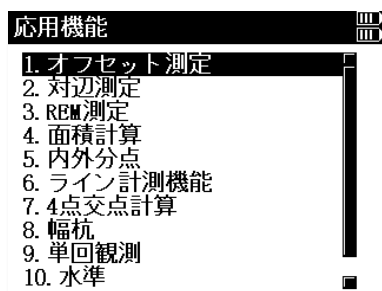 応用機能
1. オフセット測定
2. 対辺測定
3. REM測定
4. 面積計算
5. 内外分点
6. ライン計測機能
7. 4点交点計算
8. 幅杭
9. 単回観測
10. 水準